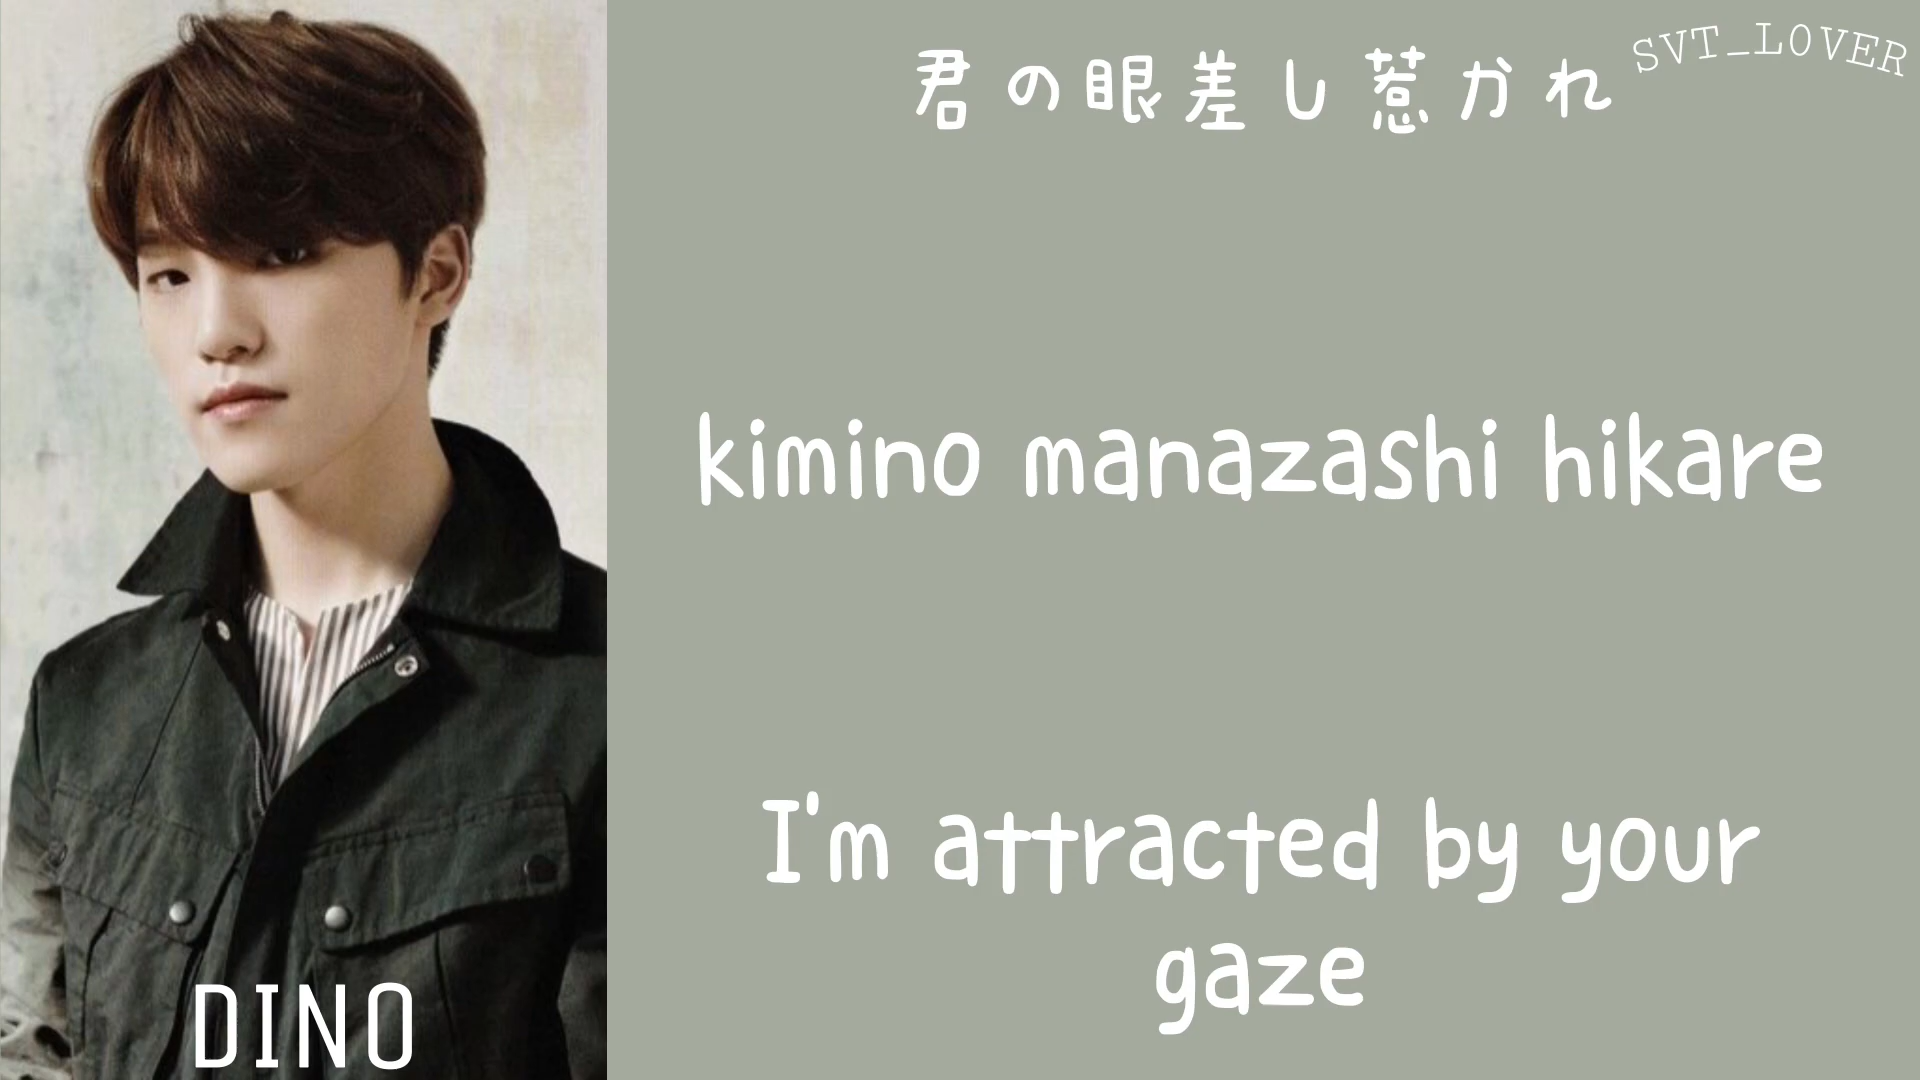 君の眼差し惹かれ
SVT_LOVER
kimino manazashi hikare
I'm attracted by your
gaze
DINO